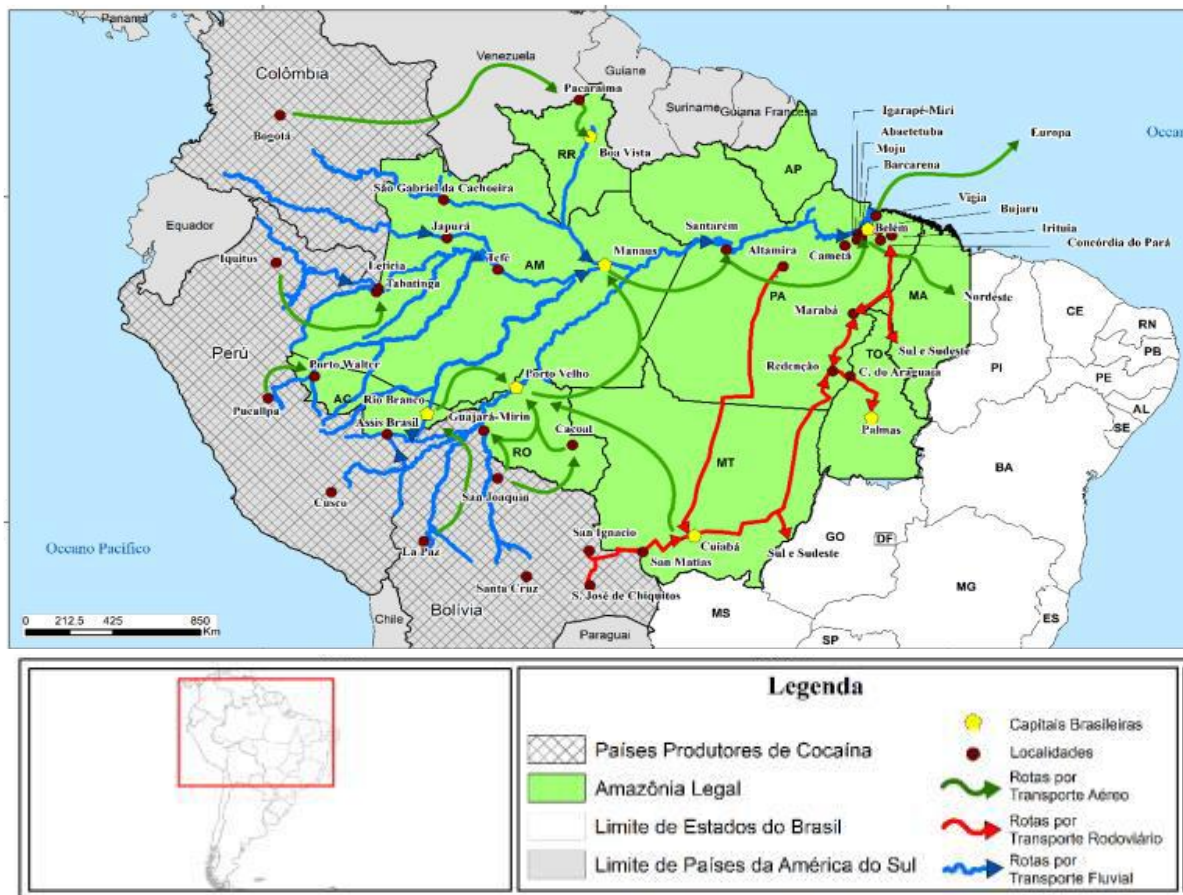 Panamá
Venezuela
Guiane
Suriname
Guiana Francesa
Colômbia
Pacaraima
Bogotá
RR
Boa Vista
AP
Igarapé-Miri
Abaetetuba
Moju
Barcarena
Europa
Vigia
Bujaru
Irituia
Concórdia do Pará
Equador
São Gabriel da Cachoeira
Japurá
Iquitus
Leticia
Tabatinga
Tefé
AM
Manaus
Santarém
Altamira
Cametá
Belém
PA
MA
Nordeste
Marabá
Sul e Sudeste
CE
RN
PB
PE
AL
SE
PI
BA
Perú
Porto Walter
Pucallpa
AC
Rio Branco
Porto Velho
Assis Brasil
Guajará-Mirin
Cacoal
RO
Redenção
TO
C. do Araguaia
Palmas
MT
Cusco
San Joaquin
San Ignacio
La Paz
Santa Cruz
S. José de Chiquitos
San Matias
Cuiabá
Sul e Sudeste
GO
DF
MG
ES
MS
SP
Bolívia
Chile
Paraguai
Occano Pacífico
Ocean
0 212.5 425 850
Km
Legenda
Países Produtores de Cocaína
Amazônia Legal
Limite de Estados do Brasil
Limite de Países da América do Sul
Capitais Brasileiras
Localidades
Rotas por
Transporte Aéreo
Rotas por
Transporte Rodoviário
Rotas por
Transporte Fluvial